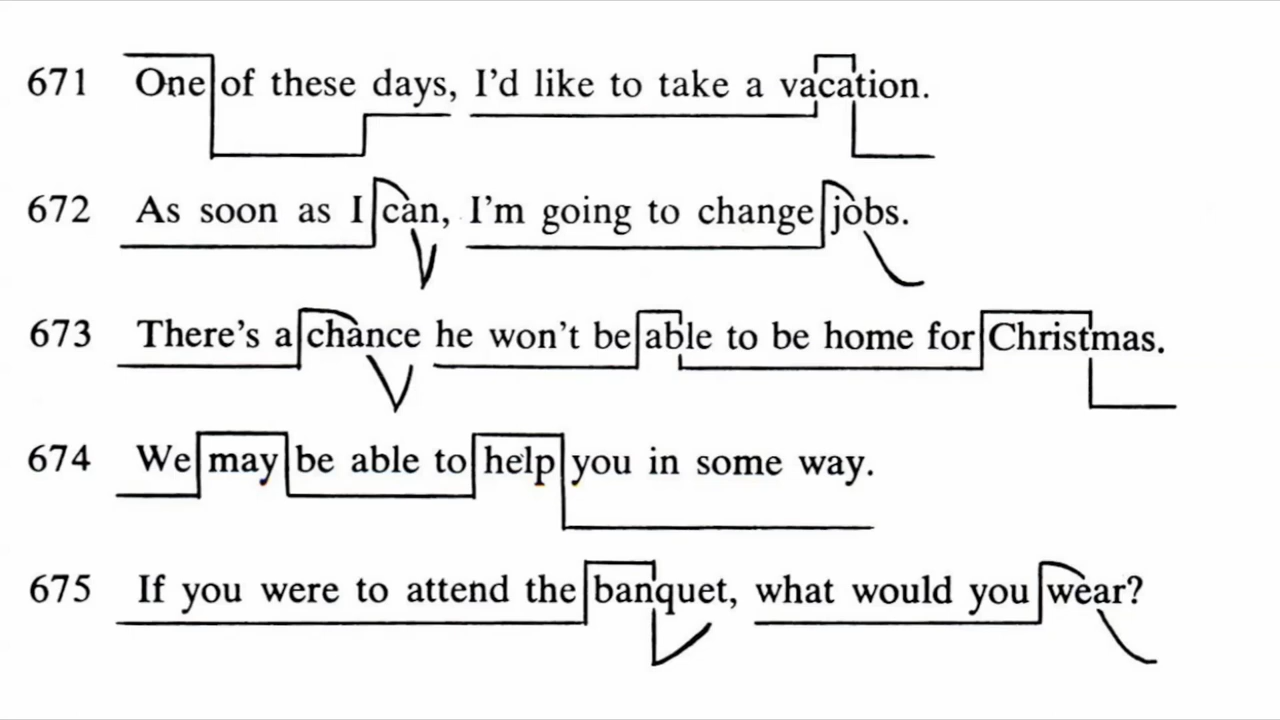 671 One of these days, I'd like to take a vacation.
672 As soon as I can, I'm going to change jobs.
673 There's a chance he won't be able to be home for Christmas.
674 We may be able to help you in some way.
675 If you were to attend the banquet, what would you wear?